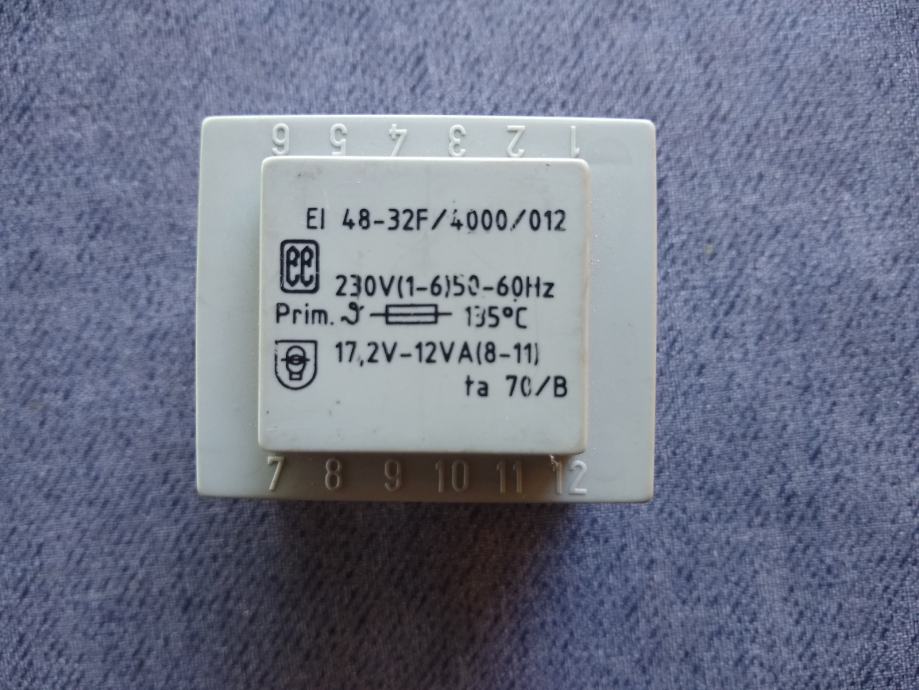 6 5 4 3 2 1
EI 48-32F/4000/012
230V(1-6)50-60Hz
Prim. ϑ 135°C
17,2V-12VA(8-11)
ta 70/B
7 8 9 10 11 12